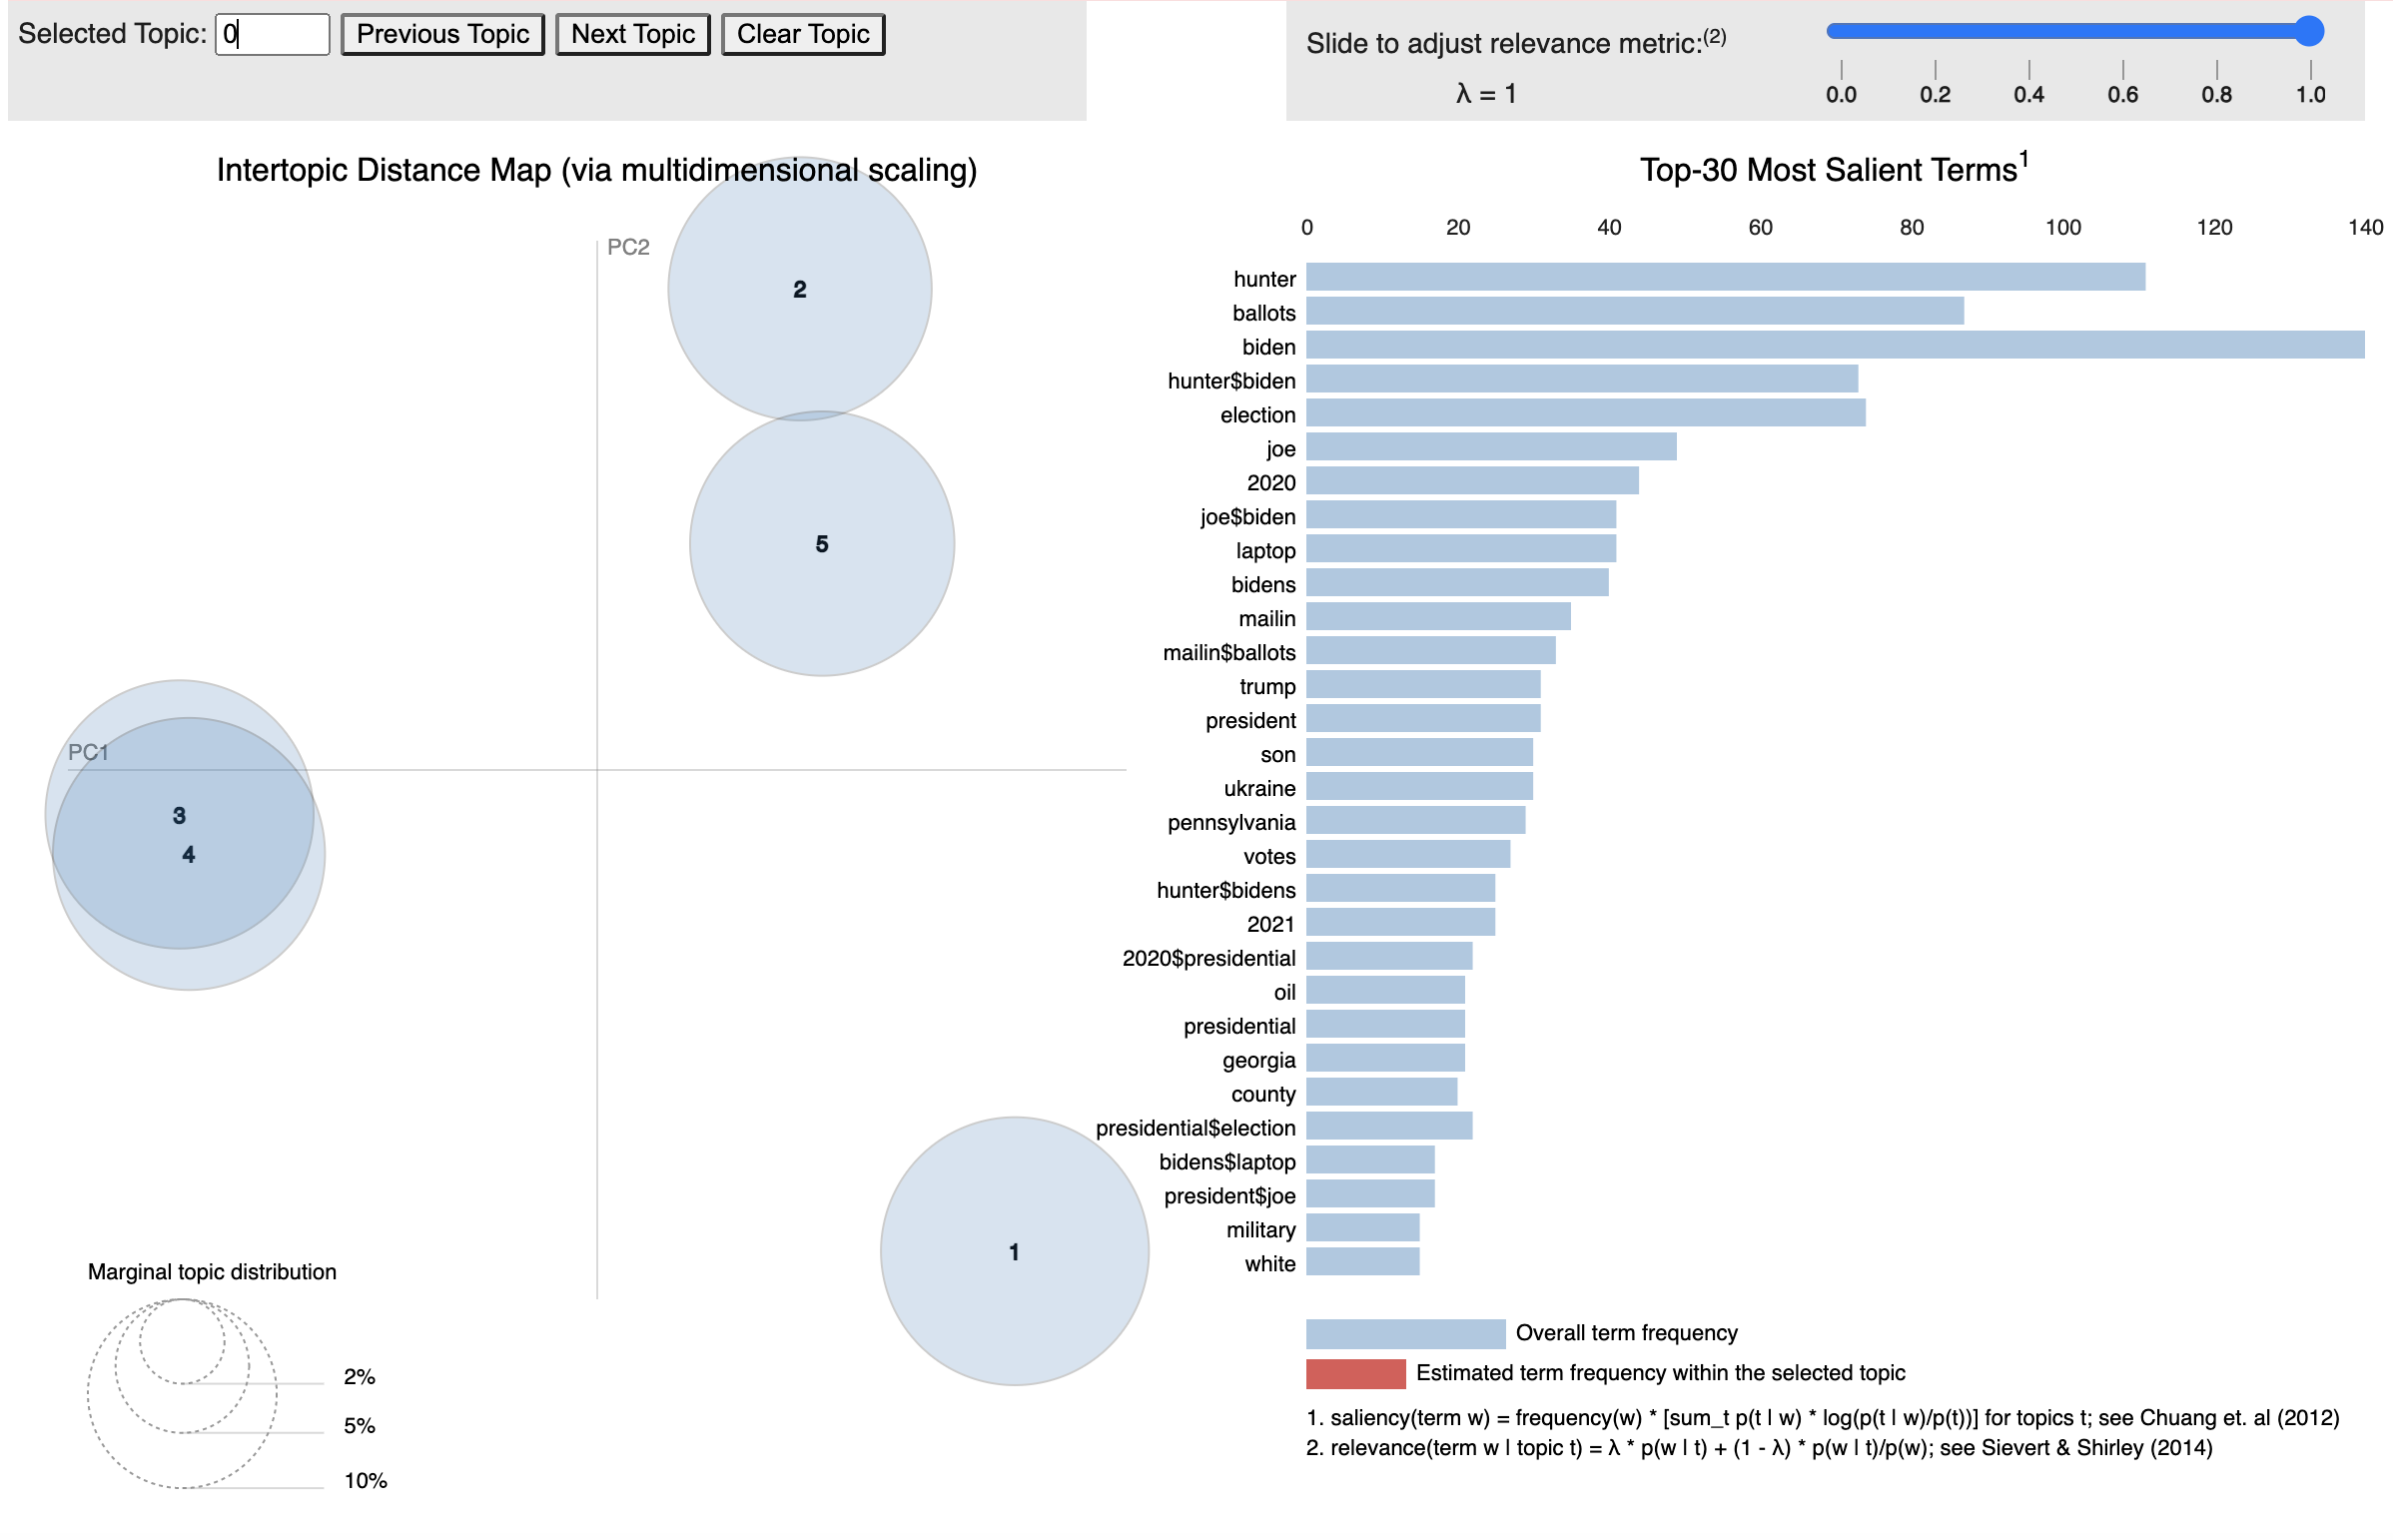 Selected Topic: 0 Previous Topic Next Topic Clear Topic
Slide to adjust relevance metric:(2)
λ = 1
0.0 0.2 0.4 0.6 0.8 1.0
Intertopic Distance Map (via multidimensional scaling)
PC2
2
5
PC1
3
4
1
Marginal topic distribution
2%
5%
10%
Top-30 Most Salient Terms1
0 20 40 60 80 100 120 140
hunter
ballots
biden
hunter$biden
election
joe
2020
joe$biden
laptop
bidens
mailin
mailin$ballots
trump
president
son
ukraine
pennsylvania
votes
hunter$bidens
2021
2020$presidential
oil
presidential
georgia
county
presidential$election
bidens$laptop
president$joe
military
white
Overall term frequency
Estimated term frequency within the selected topic
1. saliency(term w) = frequency(w) * [sum_t p(t | w) * log(p(t | w)/p(t))] for topics t; see Chuang et. al (2012)
2. relevance(term w | topic t) = λ * p(w | t) + (1 - λ) * p(w | t)/p(w); see Sievert & Shirley (2014)